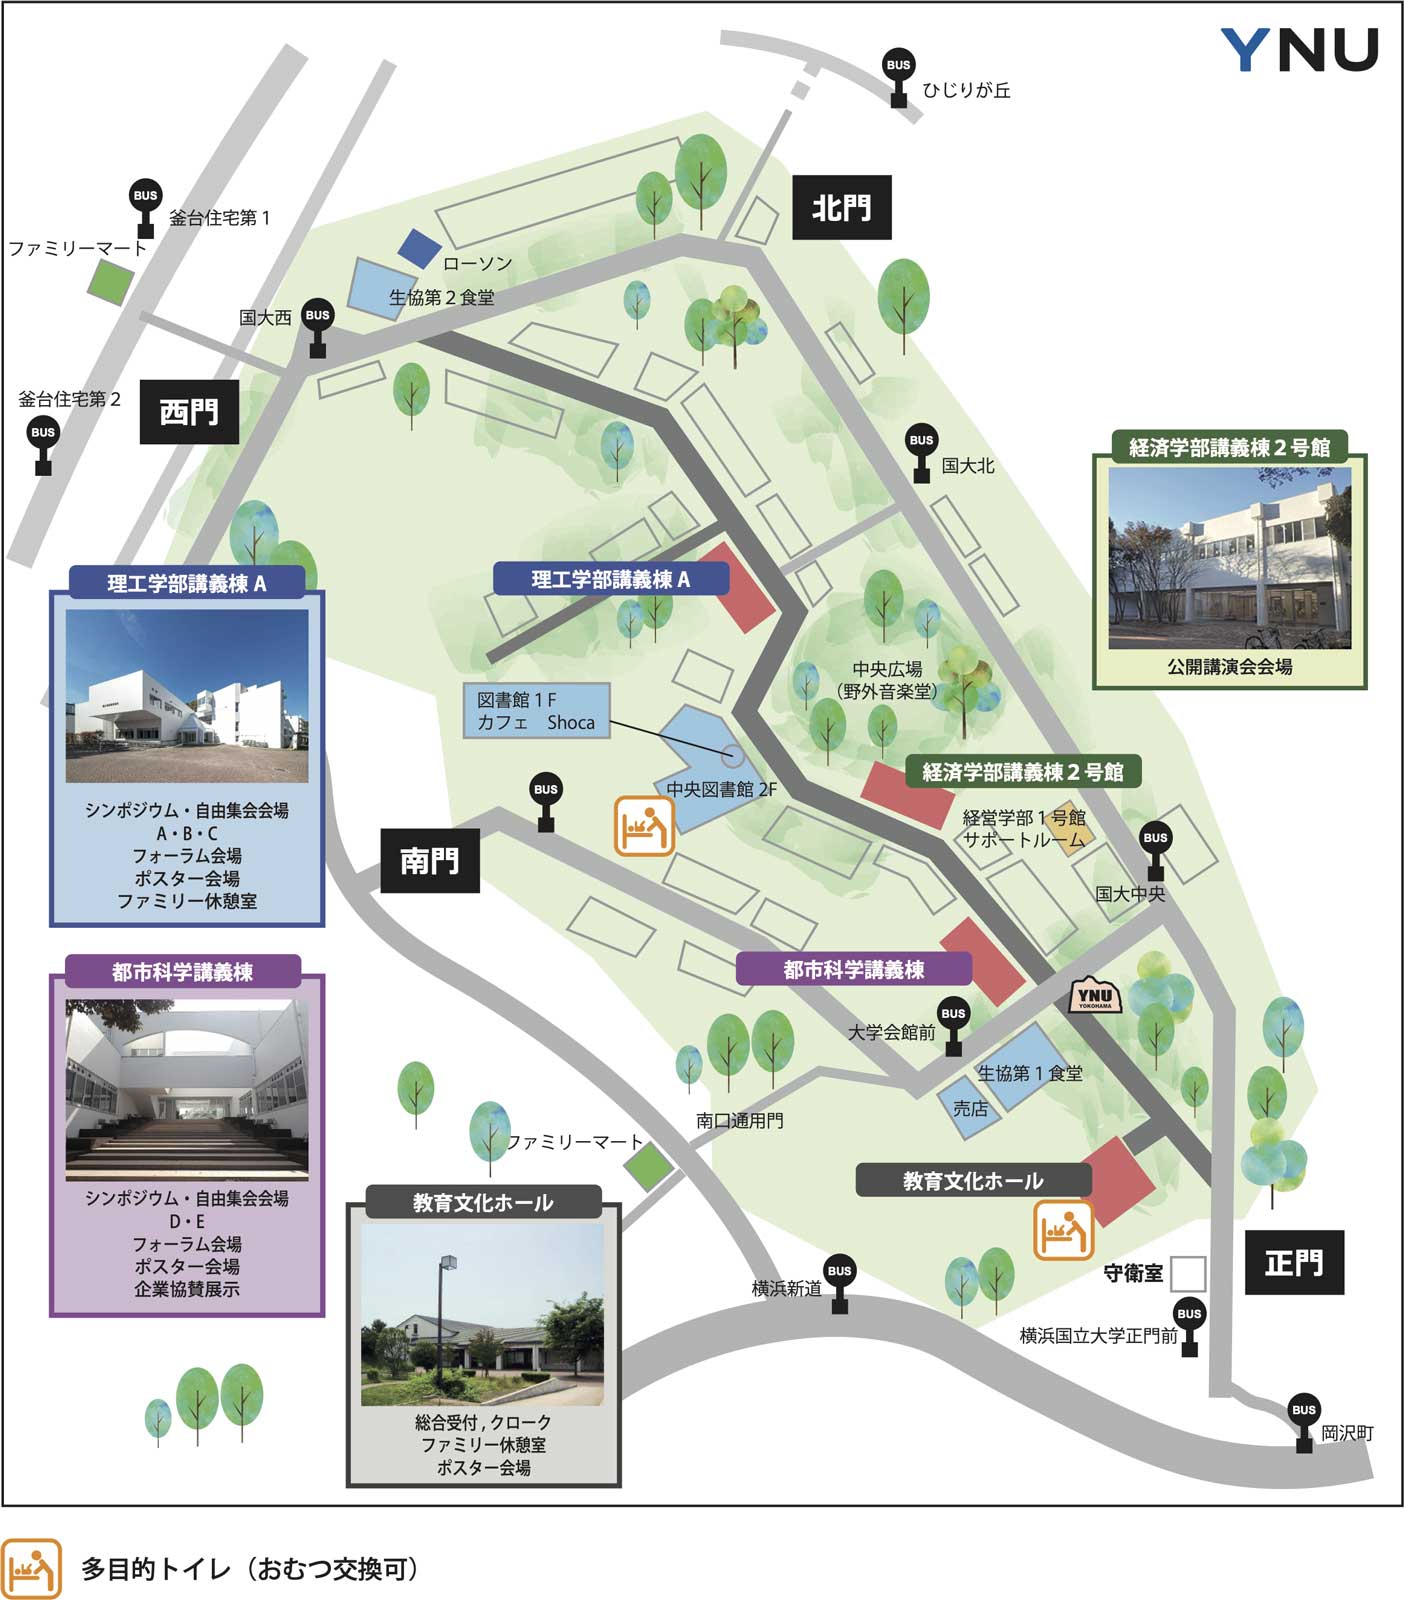 YNU
BUS
ひじりが丘
北門
BUS
釜台住宅第１
ファミリーマート
ローソン
生協第２食堂
国大西
BUS
釜台住宅第２
BUS
西門
BUS
国大北
経済学部講義棟２号館
公開講演会会場
理工学部講義棟 A
シンポジウム・自由集会会場
A・B・C
フォーラム会場
ポスター会場
ファミリー休憩室
理工学部講義棟 A
中央広場
（野外音楽堂）
図書館１F
カフェ　Shoca
中央図書館 2F
経済学部講義棟２号館
経営学部１号館
サポートルーム
BUS
国大中央
BUS
南門
都市科学講義棟
シンポジウム・自由集会会場
D・E
フォーラム会場
ポスター会場
企業協賛展示
都市科学講義棟
YNU
YOKOHAMA
BUS
大学会館前
生協第１食堂
売店
南口通用門
ファミリーマート
教育文化ホール
教育文化ホール
総合受付 , クローク
ファミリー休憩室
ポスター会場
正門
守衛室
BUS
横浜新道
BUS
横浜国立大学正門前
BUS
岡沢町
多目的トイレ（おむつ交換可）